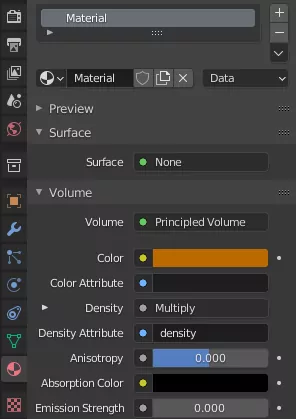 Material
Material
Data
Preview
Surface
Surface None
Volume
Volume Principled Volume
Color
Color Attribute
Density Multiply
Density Attribute density
Anisotropy 0.000
Absorption Color
Emission Strength 0.000